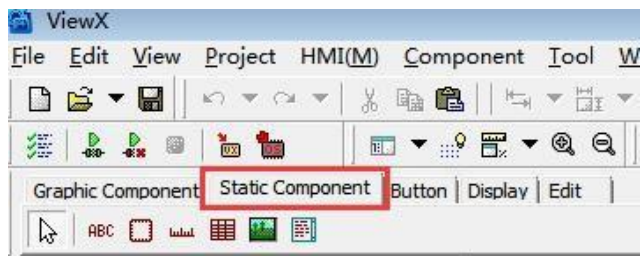 ViewX
File Edit View Project HMI(M) Component Tool W
Graphic Component Static Component Button Display Edit
ABC